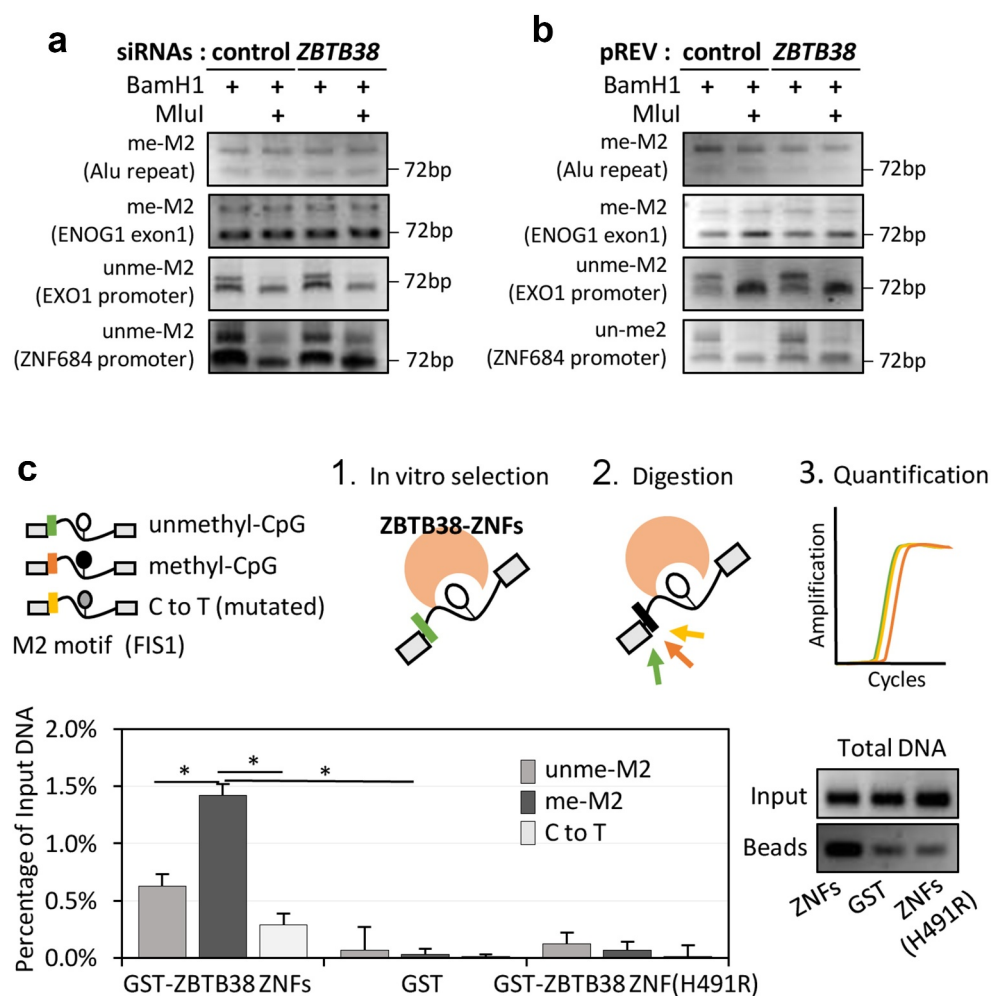 a
siRNAs : control ZBTB38
BamH1 + + + +
MluI + +
me-M2
(Alu repeat)
72bp
me-M2
(ENOG1 exon1)
72bp
unme-M2
(EXO1 promoter)
72bp
unme-M2
(ZNF684 promoter)
72bp
b
pREV : control ZBTB38
BamH1 + + + +
MluI + +
me-M2
(Alu repeat)
72bp
me-M2
(ENOG1 exon1)
72bp
unme-M2
(EXO1 promoter)
72bp
un-me2
(ZNF684 promoter)
72bp
c
unmethyl-CpG
methyl-CpG
C to T (mutated)
M2 motif (FIS1)
1. In vitro selection
ZBTB38-ZNFs
2. Digestion
3. Quantification
Amplification
Cycles
Percentage of Input DNA
2.0%
1.5%
1.0%
0.5%
0.0%
* * *
unme-M2
me-M2
C to T
GST-ZBTB38 ZNFs GST GST-ZBTB38 ZNF(H491R)
Total DNA
Input
Beads
ZNFs
GST
ZNFs
(H491R)